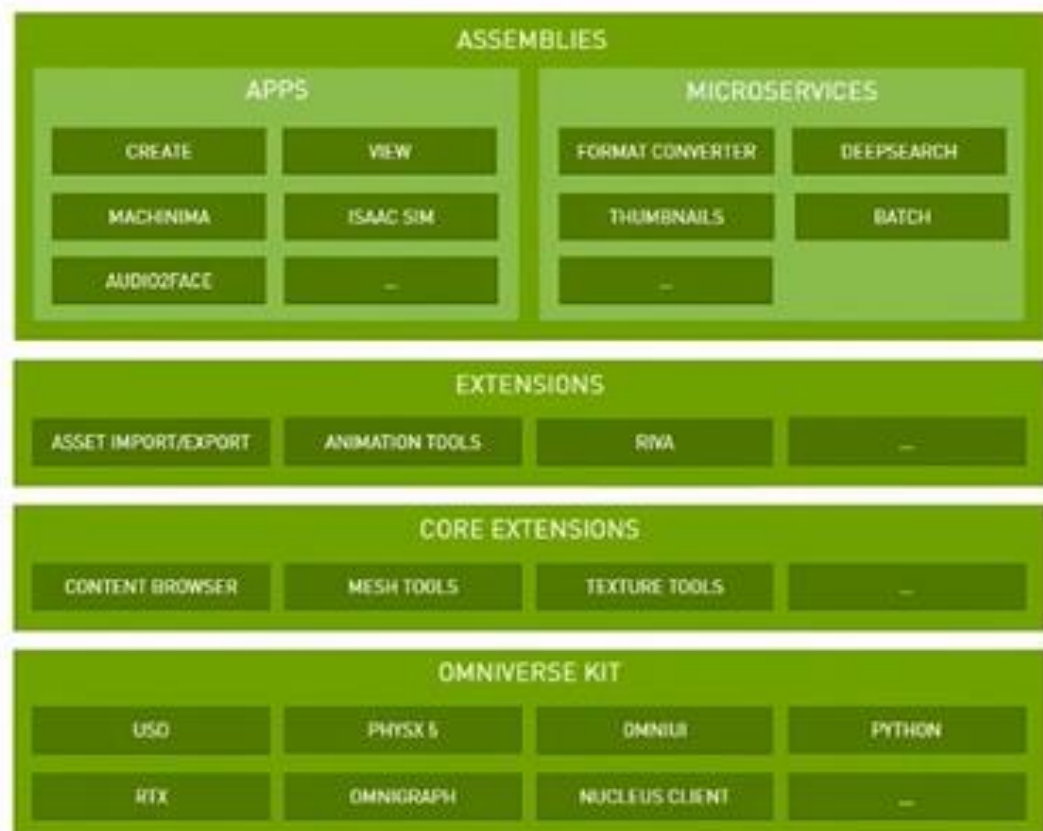 ASSEMBLIES
APPS
MICROSERVICES
CREATE
VIEW
FORMAT CONVERTER
DEEPSEARCH
MACHINIMA
ISAAC SIM
THUMBNAILS
BATCH
AUDIO2FACE
...
...
EXTENSIONS
ASSET IMPORT/EXPORT
ANIMATION TOOLS
RIVA
...
CORE EXTENSIONS
CONTENT BROWSER
MESH TOOLS
TEXTURE TOOLS
...
OMNIVERSE KIT
USD
PHYSX 5
OMNIUI
PYTHON
RTX
OMNIGRAPH
NUCLEUS CLIENT
...